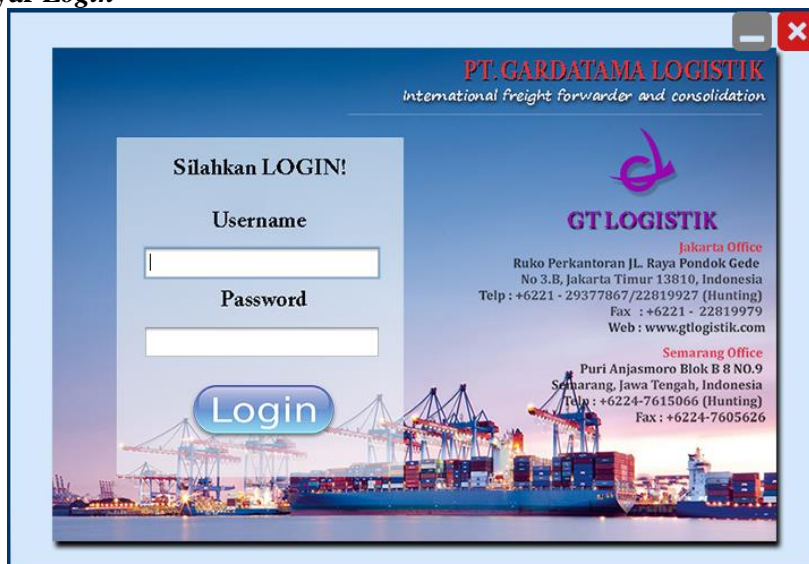 Login
PT. GARDATAMA LOGISTIK
International freight forwarder and consolidation
Silahkan LOGIN!
Username
Password
Login
GT LOGISTIK
Jakarta Office
Ruko Perkantoran JL. Raya Pondok Gede
No 3.B, Jakarta Timur 13810, Indonesia
Telp : +6221 - 29377867/22819927 (Hunting)
Fax : +6221 - 22819979
Web : www.gtlogistik.com
Semarang Office
Puri Anjasmoro Blok B 8 NO.9
Semarang, Jawa Tengah, Indonesia
Telp : +6224-7615066 (Hunting)
Fax : +6224-7605626